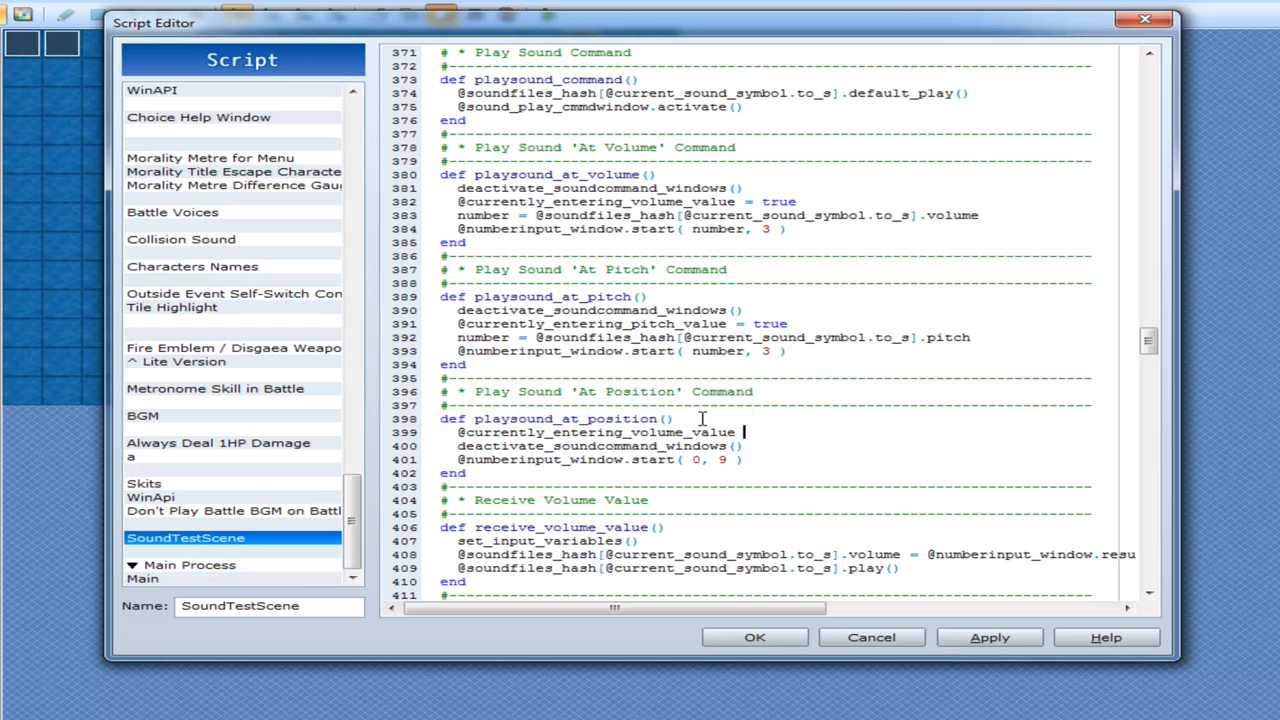 Script Editor
Script
WinAPI
Choice Help Window
Morality Metre for Menu
Morality Title Escape Characte
Morality Metre Difference Gau
Battle Voices
Collision Sound
Characters Names
Outside Event Self-Switch Con
Tile Highlight
Fire Emblem / Disgaea Weapo
^ Lite Version
Metronome Skill in Battle
BGM
Always Deal 1HP Damage
a
Skits
WinApi
Don't Play Battle BGM on Battl
SoundTestScene
▼ Main Process
Main
Name: SoundTestScene
371 # * Play Sound Command
372 #---------------------------------------------------------------------------
373 def playsound_command()
374 @soundfiles_hash[@current_sound_symbol.to_s].default_play()
375 @sound_play_cmmdwindow.activate()
376 end
377 #---------------------------------------------------------------------------
378 # * Play Sound 'At Volume' Command
379 #---------------------------------------------------------------------------
380 def playsound_at_volume()
381 deactivate_soundcommand_windows()
382 @currently_entering_volume_value = true
383 number = @soundfiles_hash[@current_sound_symbol.to_s].volume
384 @numberinput_window.start( number, 3 )
385 end
386 #---------------------------------------------------------------------------
387 # * Play Sound 'At Pitch' Command
388 #---------------------------------------------------------------------------
389 def playsound_at_pitch()
390 deactivate_soundcommand_windows()
391 @currently_entering_pitch_value = true
392 number = @soundfiles_hash[@current_sound_symbol.to_s].pitch
393 @numberinput_window.start( number, 3 )
394 end
395 #---------------------------------------------------------------------------
396 # * Play Sound 'At Position' Command
397 #---------------------------------------------------------------------------
398 def playsound_at_position()
399 @currently_entering_volume_value
400 deactivate_soundcommand_windows()
401 @numberinput_window.start( 0, 9 )
402 end
403 #---------------------------------------------------------------------------
404 # * Receive Volume Value
405 #---------------------------------------------------------------------------
406 def receive_volume_value()
407 set_input_variables()
408 @soundfiles_hash[@current_sound_symbol.to_s].volume = @numberinput_window.resu
409 @soundfiles_hash[@current_sound_symbol.to_s].play()
410 end
411 #---------------------------------------------------------------------------
OK Cancel Apply Help